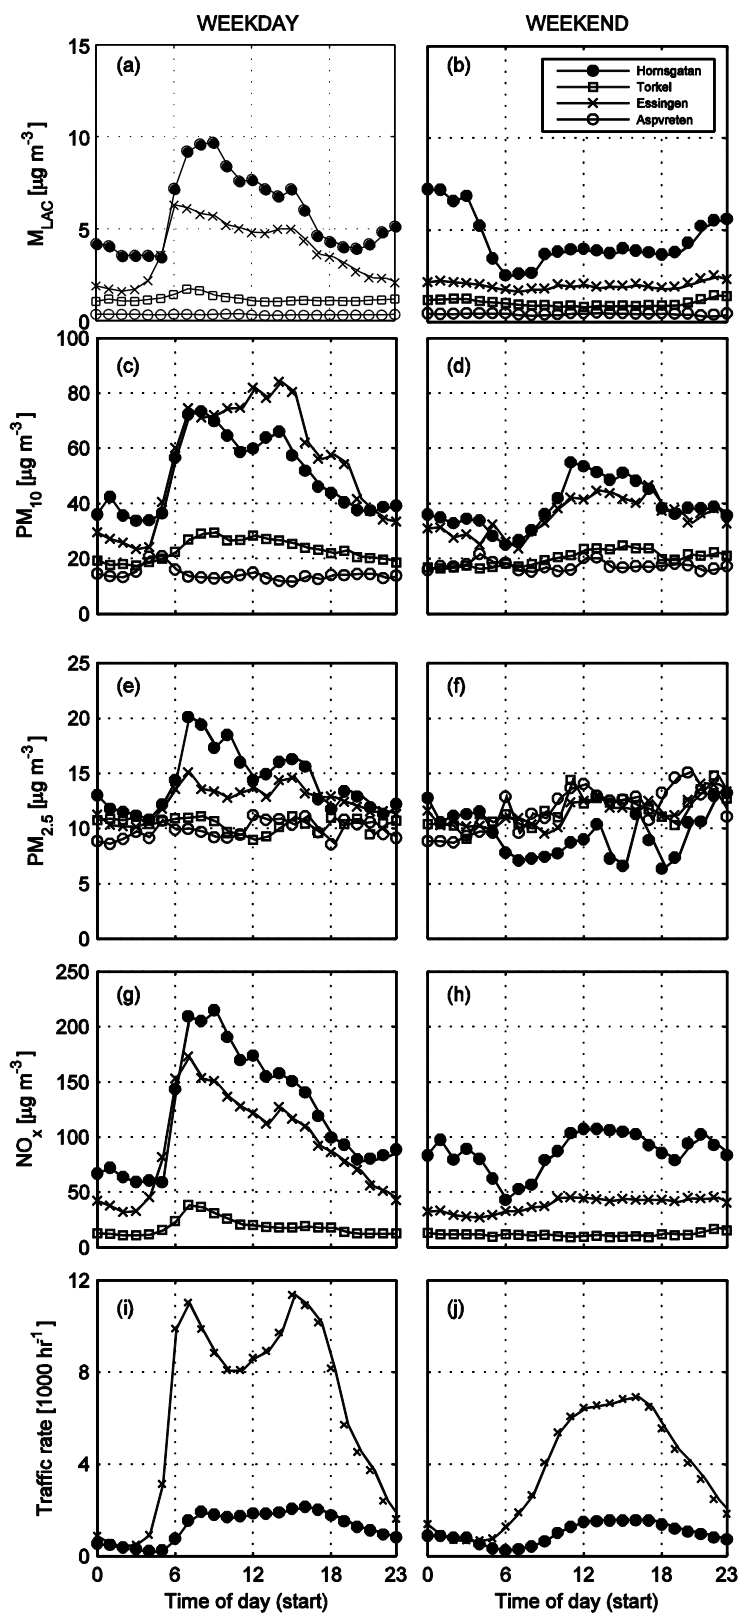 WEEKDAY WEEKEND
(a) (b)
Hornsgatan
Torkel
Essingen
Aspvreten
15
10
5
0
M_LAC [µg m⁻³]
(c) (d)
100
80
60
40
20
0
PM₁₀ [µg m⁻³]
(e) (f)
25
20
15
10
5
0
PM₂.₅ [µg m⁻³]
(g) (h)
250
200
150
100
50
0
NOₓ [µg m⁻³]
(i) (j)
12
8
4
0
Traffic rate [1000 hr⁻¹]
0 6 12 18 23 0 6 12 18 23
Time of day (start) Time of day (start)